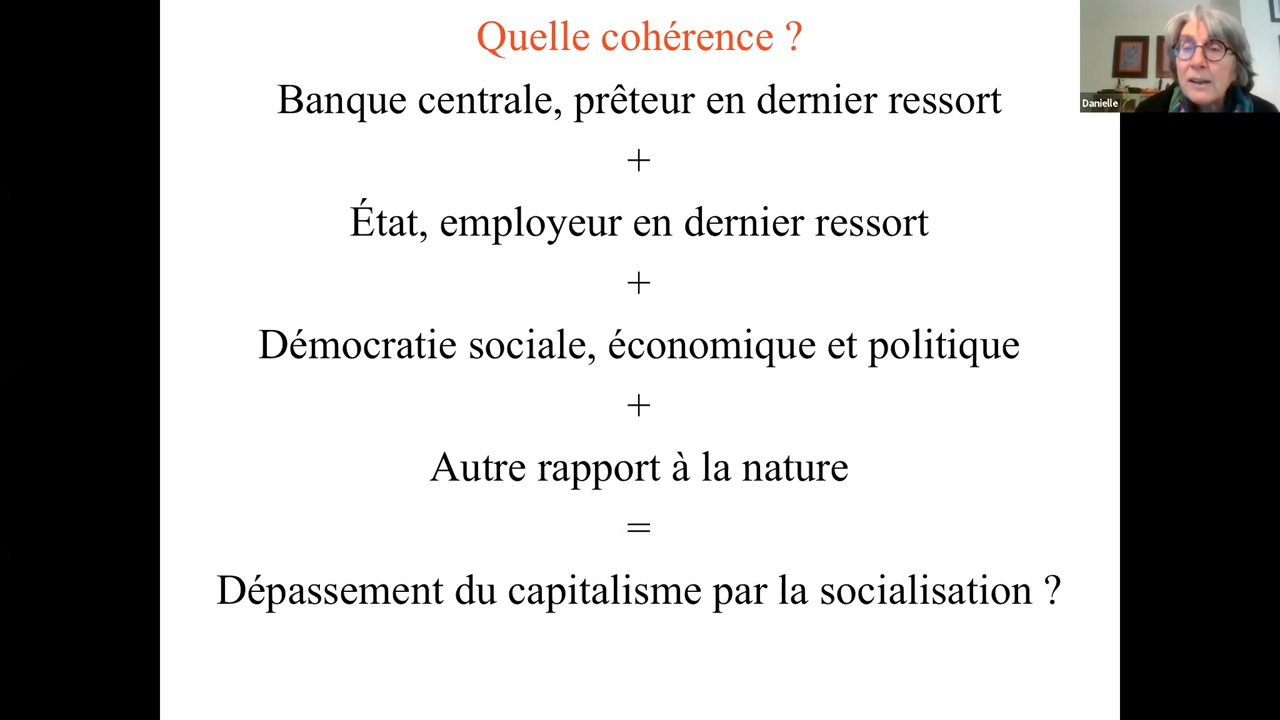 Quelle cohérence ?
Banque centrale, prêteur en dernier ressort
+
État, employeur en dernier ressort
+
Démocratie sociale, économique et politique
+
Autre rapport à la nature
=
Dépassement du capitalisme par la socialisation ?
Danielle